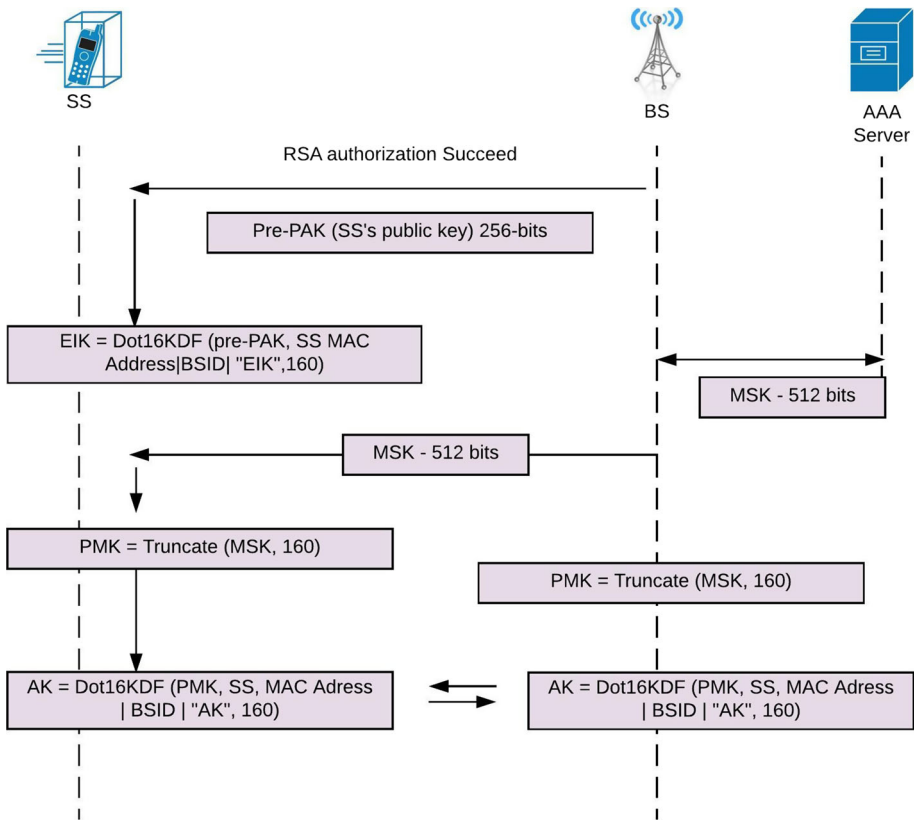 SS
BS
AAA
Server
RSA authorization Succeed
Pre-PAK (SS's public key) 256-bits
EIK = Dot16KDF (pre-PAK, SS MAC
Address|BSID| "EIK",160)
MSK - 512 bits
MSK - 512 bits
PMK = Truncate (MSK, 160)
PMK = Truncate (MSK, 160)
AK = Dot16KDF (PMK, SS, MAC Adress
| BSID | "AK", 160)
AK = Dot16KDF (PMK, SS, MAC Adress
| BSID | "AK", 160)